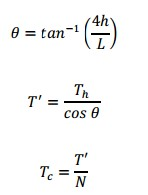 θ = tan⁻¹ (4h/L)
T′ = T_h / cos θ
T_c = T′/N